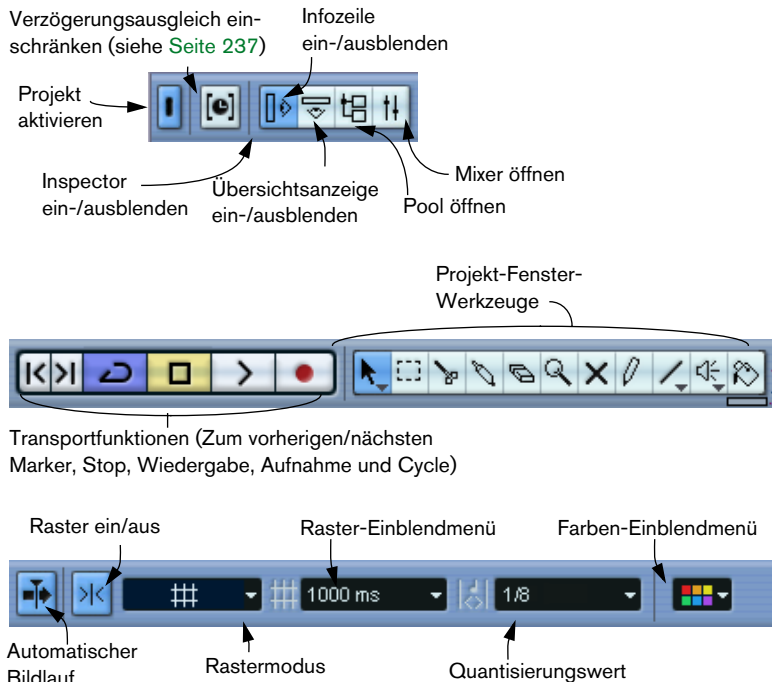 Verzögerungsausgleich ein-
schränken (siehe Seite 237)
Infozeile
ein-/ausblenden
Projekt
aktivieren
Inspector
ein-/ausblenden
Übersichtsanzeige
ein-/ausblenden
Mixer öffnen
Pool öffnen
Projekt-Fenster-
Werkzeuge
Transportfunktionen (Zum vorherigen/nächsten
Marker, Stop, Wiedergabe, Aufnahme und Cycle)
Raster ein/aus
Raster-Einblendmenü
Farben-Einblendmenü
1000 ms
1/8
Automatischer
Bildlauf
Rastermodus
Quantisierungswert